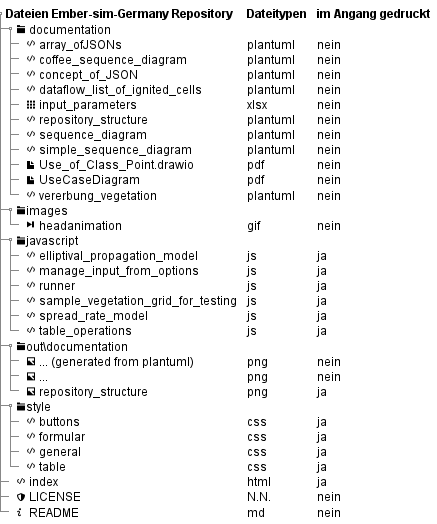 Dateien Ember-sim-Germany Repository Dateitypen im Angang gedruckt
documentation
array_ofJSONs plantuml nein
coffee_sequence_diagram plantuml nein
concept_of_JSON plantuml nein
dataflow_list_of_ignited_cells plantuml nein
input_parameters xlsx nein
repository_structure plantuml nein
sequence_diagram plantuml nein
simple_sequence_diagram plantuml nein
Use_of_Class_Point.drawio pdf nein
UseCaseDiagram pdf nein
vererbung_vegetation plantuml nein
images
headanimation gif nein
javascript
elliptival_propagation_model js ja
manage_input_from_options js ja
runner js ja
sample_vegetation_grid_for_testing js ja
spread_rate_model js ja
table_operations js ja
out\documentation
... (generated from plantuml) png nein
... png nein
repository_structure png ja
style
buttons css ja
formular css ja
general css ja
table css ja
index html ja
LICENSE N.N. nein
README md nein